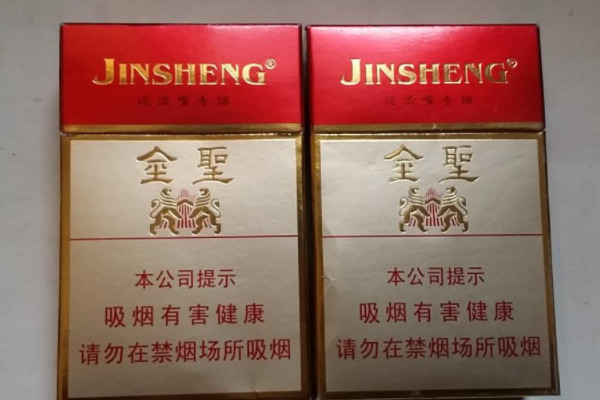 JINSHENG®
金聖
本公司提示
吸烟有害健康
请勿在禁烟场所吸烟
JINSHENG®
金聖
本公司提示
吸烟有害健康
请勿在禁烟场所吸烟